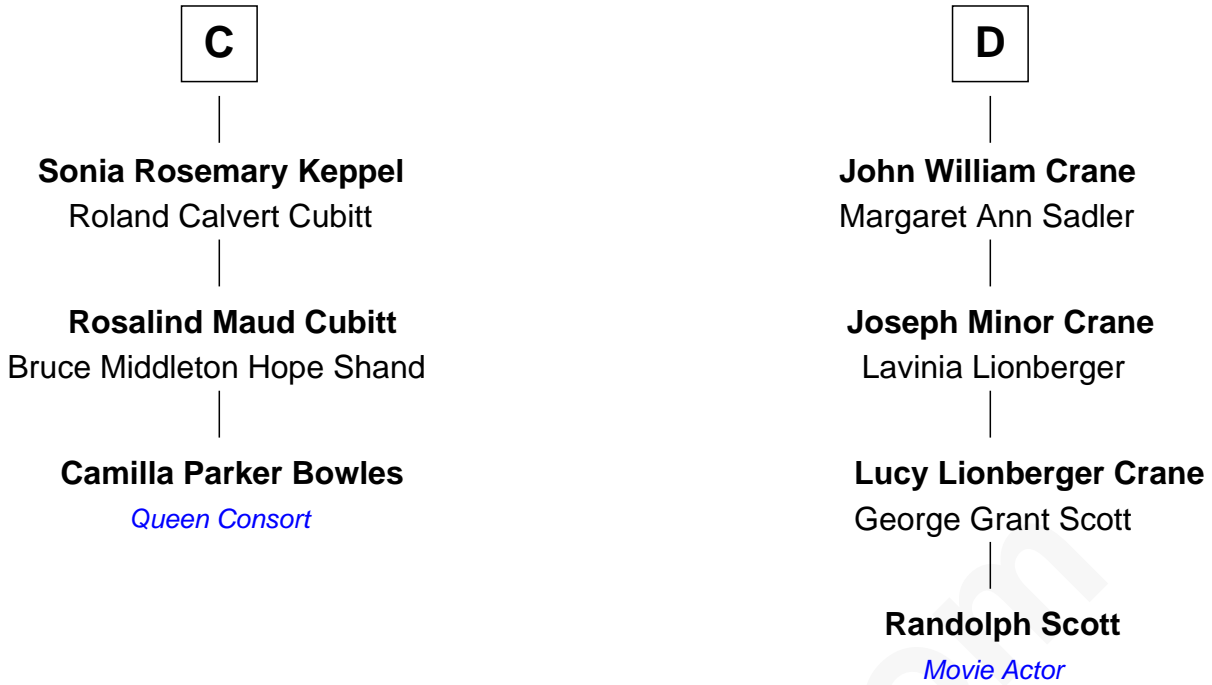 C
Sonia Rosemary Keppel
Roland Calvert Cubitt
Rosalind Maud Cubitt
Bruce Middleton Hope Shand
Camilla Parker Bowles
Queen Consort
D
John William Crane
Margaret Ann Sadler
Joseph Minor Crane
Lavinia Lionberger
Lucy Lionberger Crane
George Grant Scott
Randolph Scott
Movie Actor